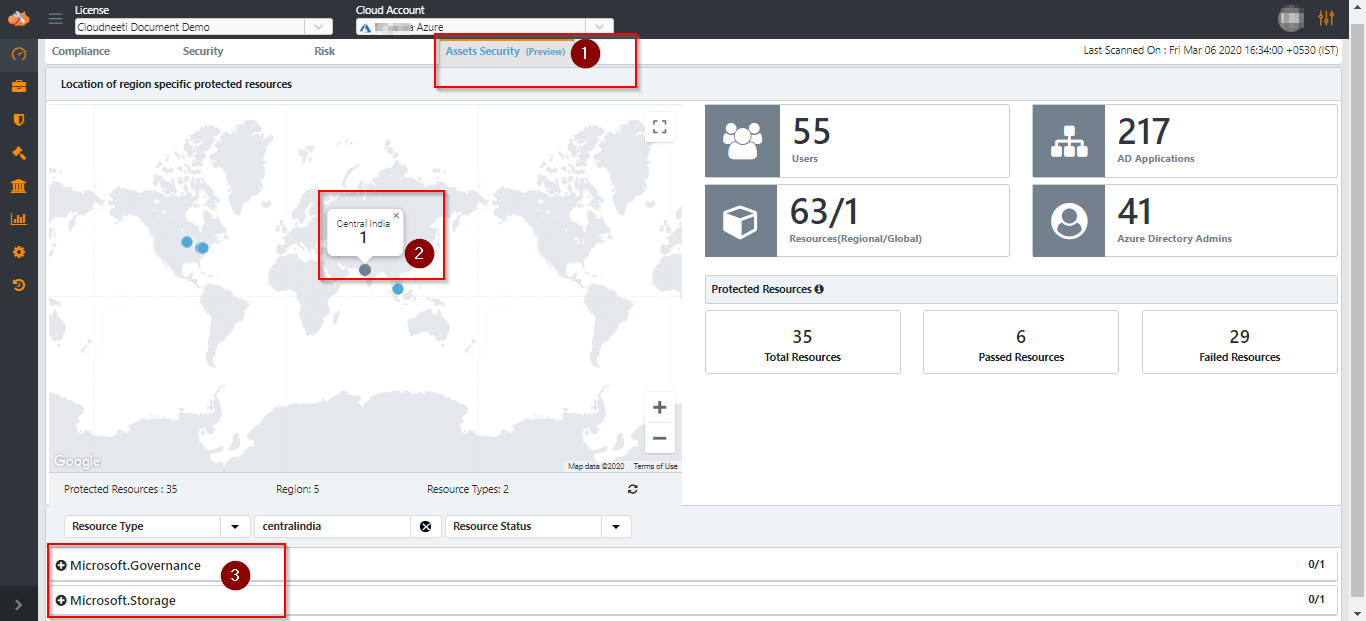 License
Cloud Account
Cloudneeti Document Demo
Azure
Compliance
Security
Risk
Assets Security (Preview)
1
Last Scanned On : Fri Mar 06 2020 16:34:00 +0530 (IST)
Location of region specific protected resources
Central India
1
2
Google
Map data ©2020
Terms of Use
55
Users
217
AD Applications
63/1
Resources(Regional/Global)
41
Azure Directory Admins
Protected Resources
35
Total Resources
6
Passed Resources
29
Failed Resources
Protected Resources : 35
Region: 5
Resource Types: 2
Resource Type
centralindia
Resource Status
Microsoft.Governance
3
0/1
Microsoft.Storage
0/1